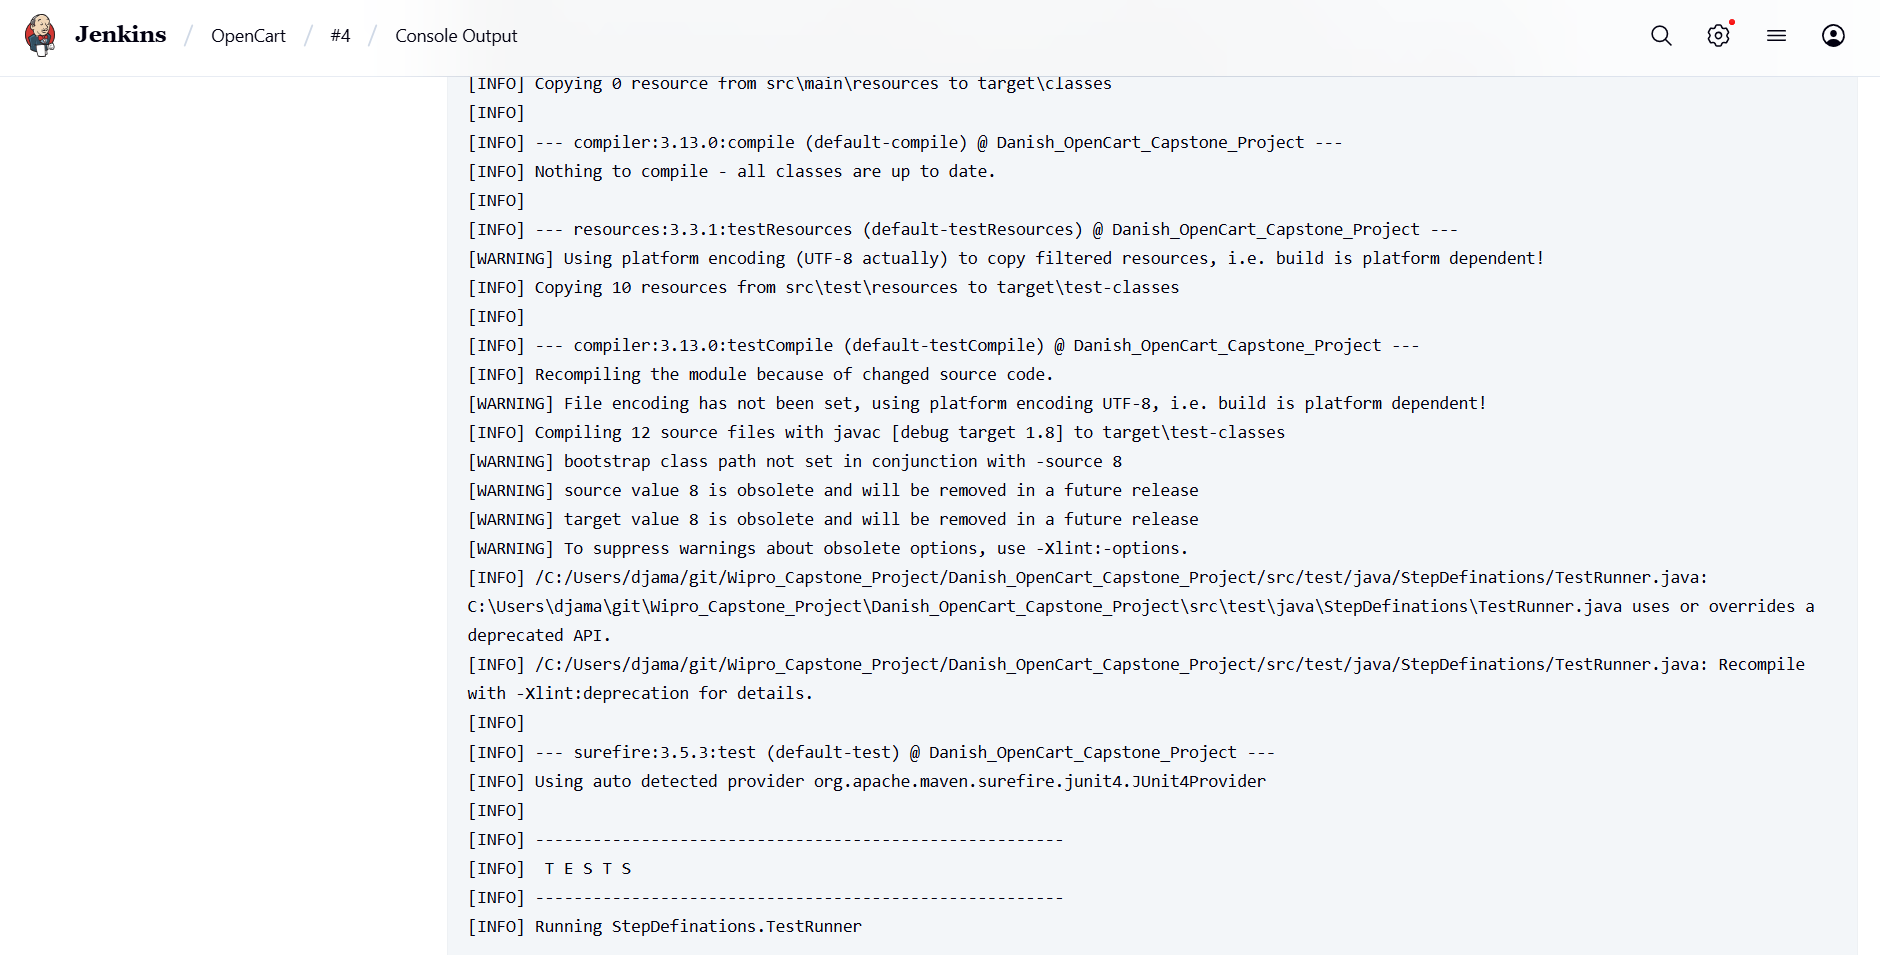 Jenkins / OpenCart / #4 / Console Output
[INFO] Copying 0 resource from src\main\resources to target\classes
[INFO]
[INFO] --- compiler:3.13.0:compile (default-compile) @ Danish_OpenCart_Capstone_Project ---
[INFO] Nothing to compile - all classes are up to date.
[INFO]
[INFO] --- resources:3.3.1:testResources (default-testResources) @ Danish_OpenCart_Capstone_Project ---
[WARNING] Using platform encoding (UTF-8 actually) to copy filtered resources, i.e. build is platform dependent!
[INFO] Copying 10 resources from src\test\resources to target\test-classes
[INFO]
[INFO] --- compiler:3.13.0:testCompile (default-testCompile) @ Danish_OpenCart_Capstone_Project ---
[INFO] Recompiling the module because of changed source code.
[WARNING] File encoding has not been set, using platform encoding UTF-8, i.e. build is platform dependent!
[INFO] Compiling 12 source files with javac [debug target 1.8] to target\test-classes
[WARNING] bootstrap class path not set in conjunction with -source 8
[WARNING] source value 8 is obsolete and will be removed in a future release
[WARNING] target value 8 is obsolete and will be removed in a future release
[WARNING] To suppress warnings about obsolete options, use -Xlint:-options.
[INFO] /C:/Users/djama/git/Wipro_Capstone_Project/Danish_OpenCart_Capstone_Project/src/test/java/StepDefinations/TestRunner.java:
C:\Users\djama\git\Wipro_Capstone_Project\Danish_OpenCart_Capstone_Project\src\test\java\StepDefinations\TestRunner.java uses or overrides a
deprecated API.
[INFO] /C:/Users/djama/git/Wipro_Capstone_Project/Danish_OpenCart_Capstone_Project/src/test/java/StepDefinations/TestRunner.java: Recompile
with -Xlint:deprecation for details.
[INFO]
[INFO] --- surefire:3.5.3:test (default-test) @ Danish_OpenCart_Capstone_Project ---
[INFO] Using auto detected provider org.apache.maven.surefire.junit4.JUnit4Provider
[INFO]
[INFO] -------------------------------------------------------
[INFO]  T E S T S
[INFO] -------------------------------------------------------
[INFO] Running StepDefinations.TestRunner